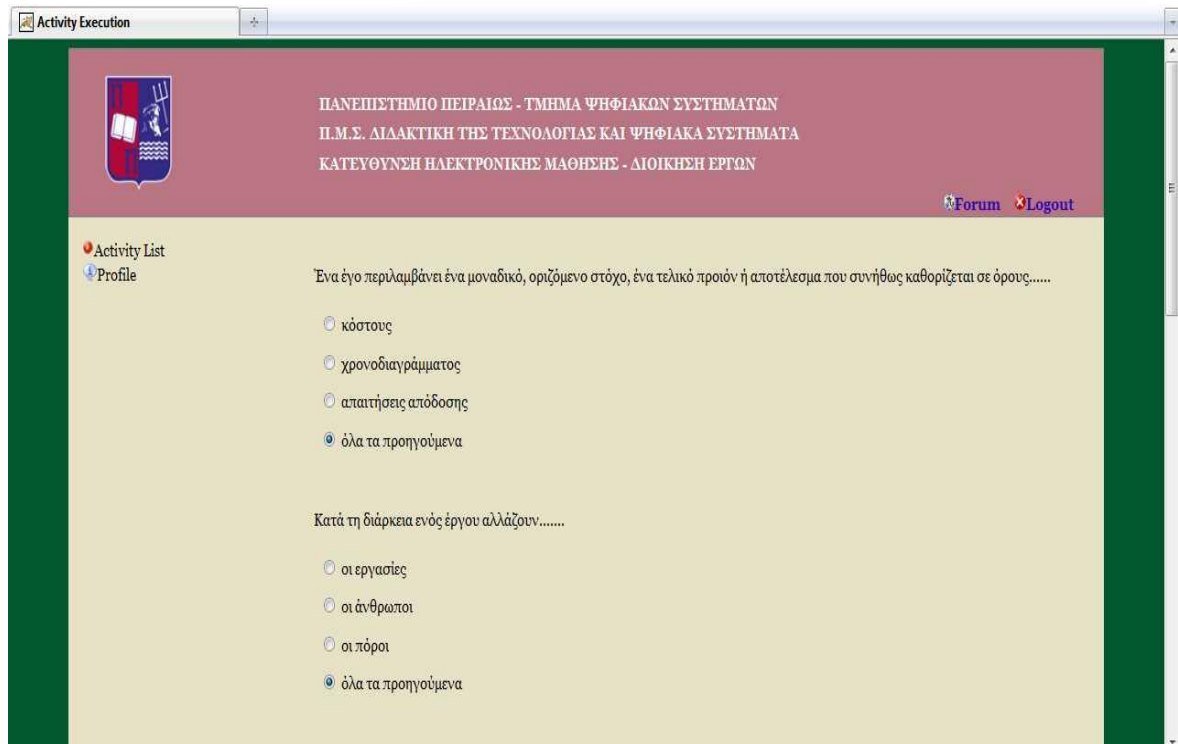 Activity Execution
ΠΑΝΕΠΙΣΤΗΜΙΟ ΠΕΙΡΑΙΩΣ - ΤΜΗΜΑ ΨΗΦΙΑΚΩΝ ΣΥΣΤΗΜΑΤΩΝ
Π.Μ.Σ. ΔΙΔΑΚΤΙΚΗ ΤΗΣ ΤΕΧΝΟΛΟΓΙΑΣ ΚΑΙ ΨΗΦΙΑΚΑ ΣΥΣΤΗΜΑΤΑ
ΚΑΤΕΥΘΥΝΣΗ ΗΛΕΚΤΡΟΝΙΚΗΣ ΜΑΘΗΣΗΣ - ΔΙΟΙΚΗΣΗ ΕΡΓΩΝ
Forum Logout
Activity List
Profile
Ένα έγο περιλαμβάνει ένα μοναδικό, οριζόμενο στόχο, ένα τελικό προιόν ή αποτέλεσμα που συνήθως καθορίζεται σε όρους......
κόστους
χρονοδιαγράμματος
απαιτήσεις απόδοσης
όλα τα προηγούμενα
Κατά τη διάρκεια ενός έργου αλλάζουν.......
οι εργασίες
οι άνθρωποι
οι πόροι
όλα τα προηγούμενα